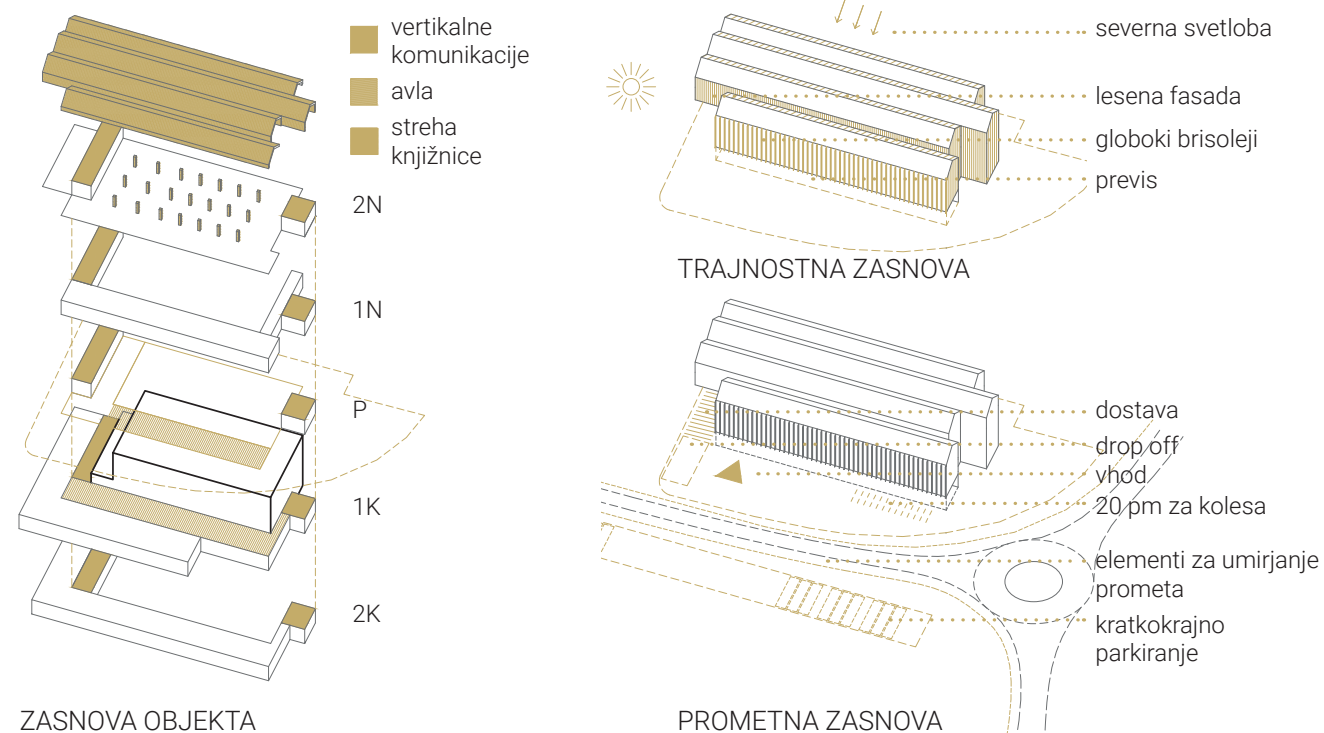 vertikalne
komunikacije
avla
streha
knjižnice
2N
1N
P
1K
2K
ZASNOVA OBJEKTA
severna svetloba
lesena fasada
globoki brisoleji
previs
TRAJNOSTNA ZASNOVA
dostava
drop off
vhod
20 pm za kolesa
elementi za umirjanje
prometa
kratkokrajno
parkiranje
PROMETNA ZASNOVA